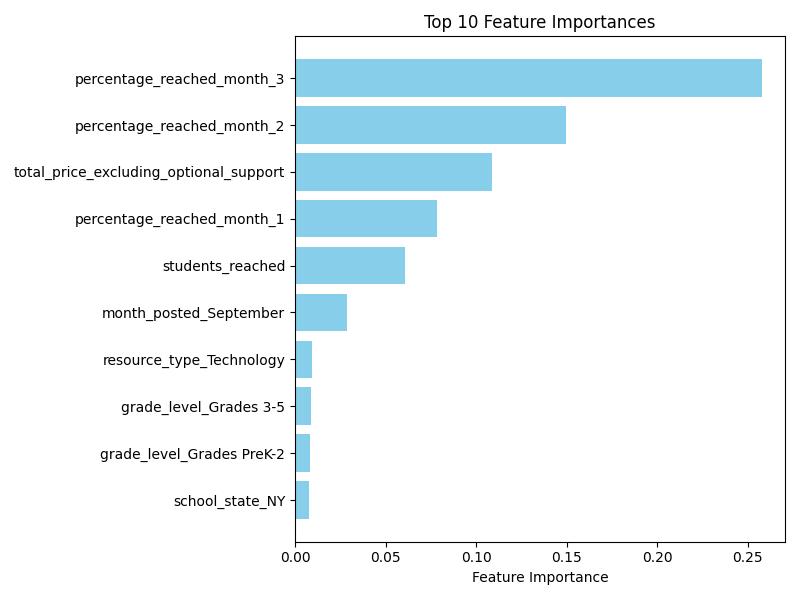 Top 10 Feature Importances
percentage_reached_month_3
percentage_reached_month_2
total_price_excluding_optional_support
percentage_reached_month_1
students_reached
month_posted_September
resource_type_Technology
grade_level_Grades 3-5
grade_level_Grades PreK-2
school_state_NY
0.00 0.05 0.10 0.15 0.20 0.25
Feature Importance